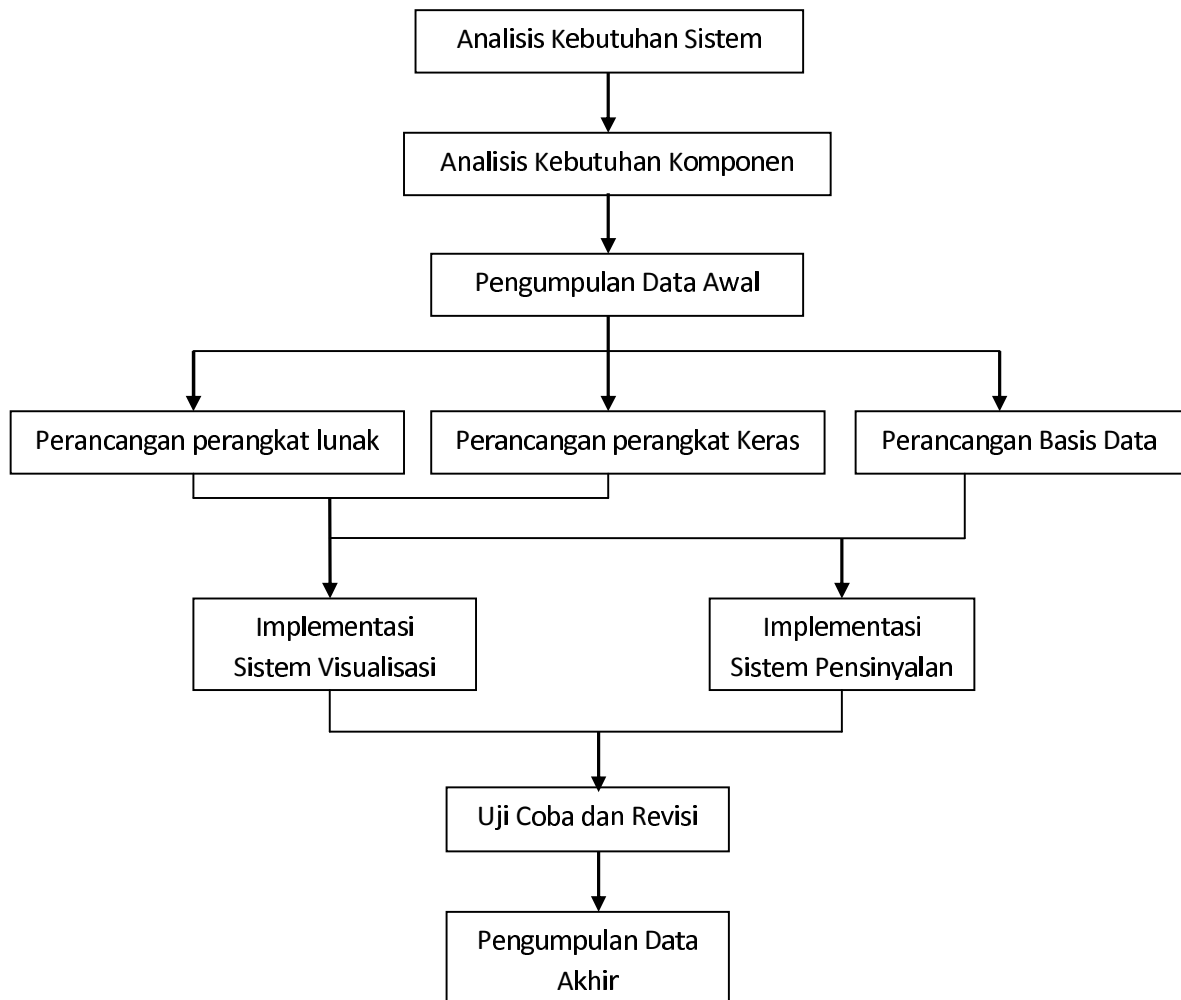 Analisis Kebutuhan Sistem
Analisis Kebutuhan Komponen
Pengumpulan Data Awal
Perancangan perangkat lunak
Perancangan perangkat Keras
Perancangan Basis Data
Implementasi
Sistem Visualisasi
Implementasi
Sistem Pensinyalan
Uji Coba dan Revisi
Pengumpulan Data
Akhir